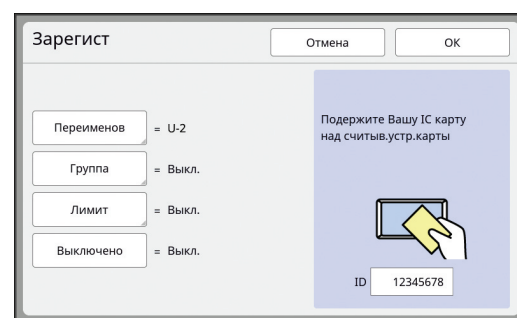 Зарегист
Отмена
ОК
Переименов = U-2
Группа = Выкл.
Лимит = Выкл.
Выключено = Выкл.
Подержите Вашу IC карту
над считыв.устр.карты
ID 12345678